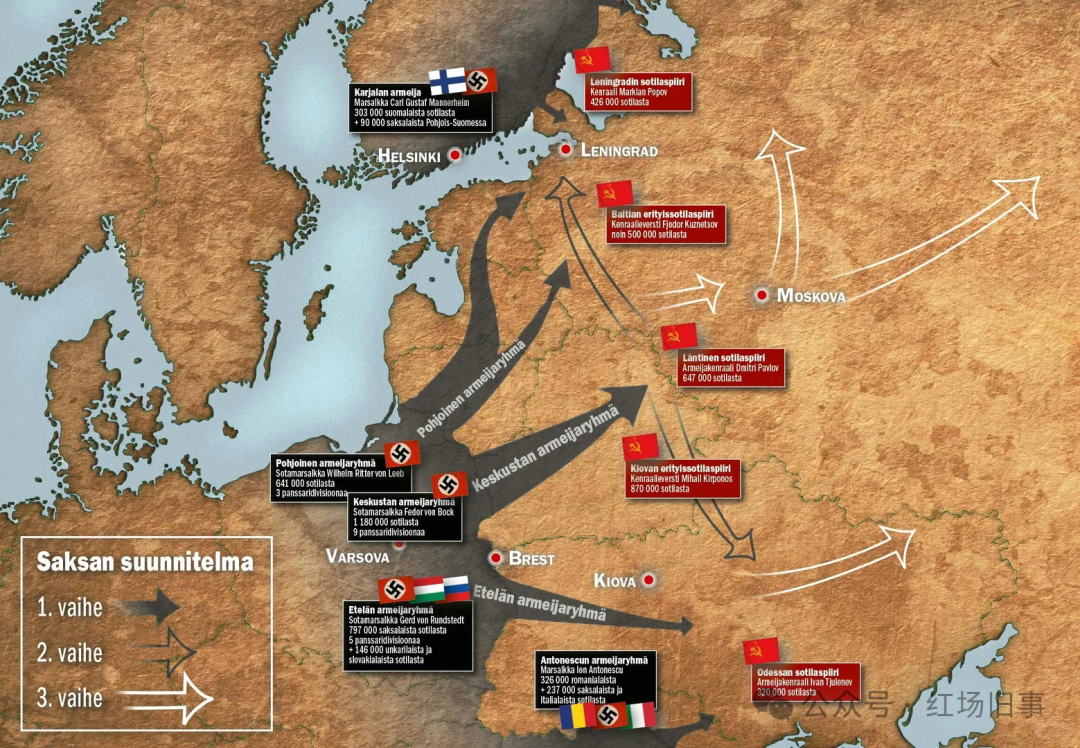 Karjalan armeija
Marsalkka Carl Gustaf Mannerheim
303 000 suomalaista sotilasta
+ 90 000 saksalaista Pohjois-Suomessa
Leningradin sotilaspiiri
Kenraali Markian Popov
426 000 sotilasta
HELSINKI
LENINGRAD
Baltian erityissotilaspiiri
Kenraalieversti Fjodor Kuznetsov
noin 500 000 sotilasta
MOSKOVA
Läntinen sotilaspiiri
Armeijakenraali Dmitri Pavlov
647 000 sotilasta
Pohjoinen armeijaryhmä
Keskustan armeijaryhmä
Pohjoinen armeijaryhmä
Sotamarsalkka Wilhelm Ritter von Leeb
641 000 sotilasta
3 panssaridivisioonaa
Keskustan armeijaryhmä
Sotamarsalkka Fedor von Bock
1 180 000 sotilasta
9 panssaridivisioonaa
Kiovan erityissotilaspiiri
Kenraalieversti Mihail Kirponos
870 000 sotilasta
VARSOVA
BREST
KIOVA
Etelän armeijaryhmä
Etelän armeijaryhmä
Sotamarsalkka Gerd von Rundstedt
797 000 saksalaista sotilasta
5 panssaridivisioonaa
+ 146 000 unkarilaista ja
slovakialaista sotilasta
Antonescun armeijaryhmä
Marsalkka Ion Antonescu
326 000 romanialaista
+ 237 000 saksalaista ja
italialaista sotilasta
Odessan sotilaspiiri
Armeijakenraali Ivan Tjulenev
320 000 sotilasta
Saksan suunnitelma
1. vaihe
2. vaihe
3. vaihe
公众号 · 红场旧事